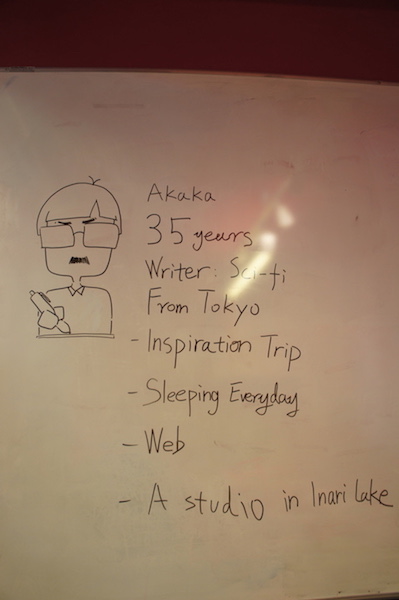 Akaka
35 years
Writer: Sci-fi
From Tokyo
- Inspiration Trip
- Sleeping Everyday
- Web
- A studio in Inari Lake